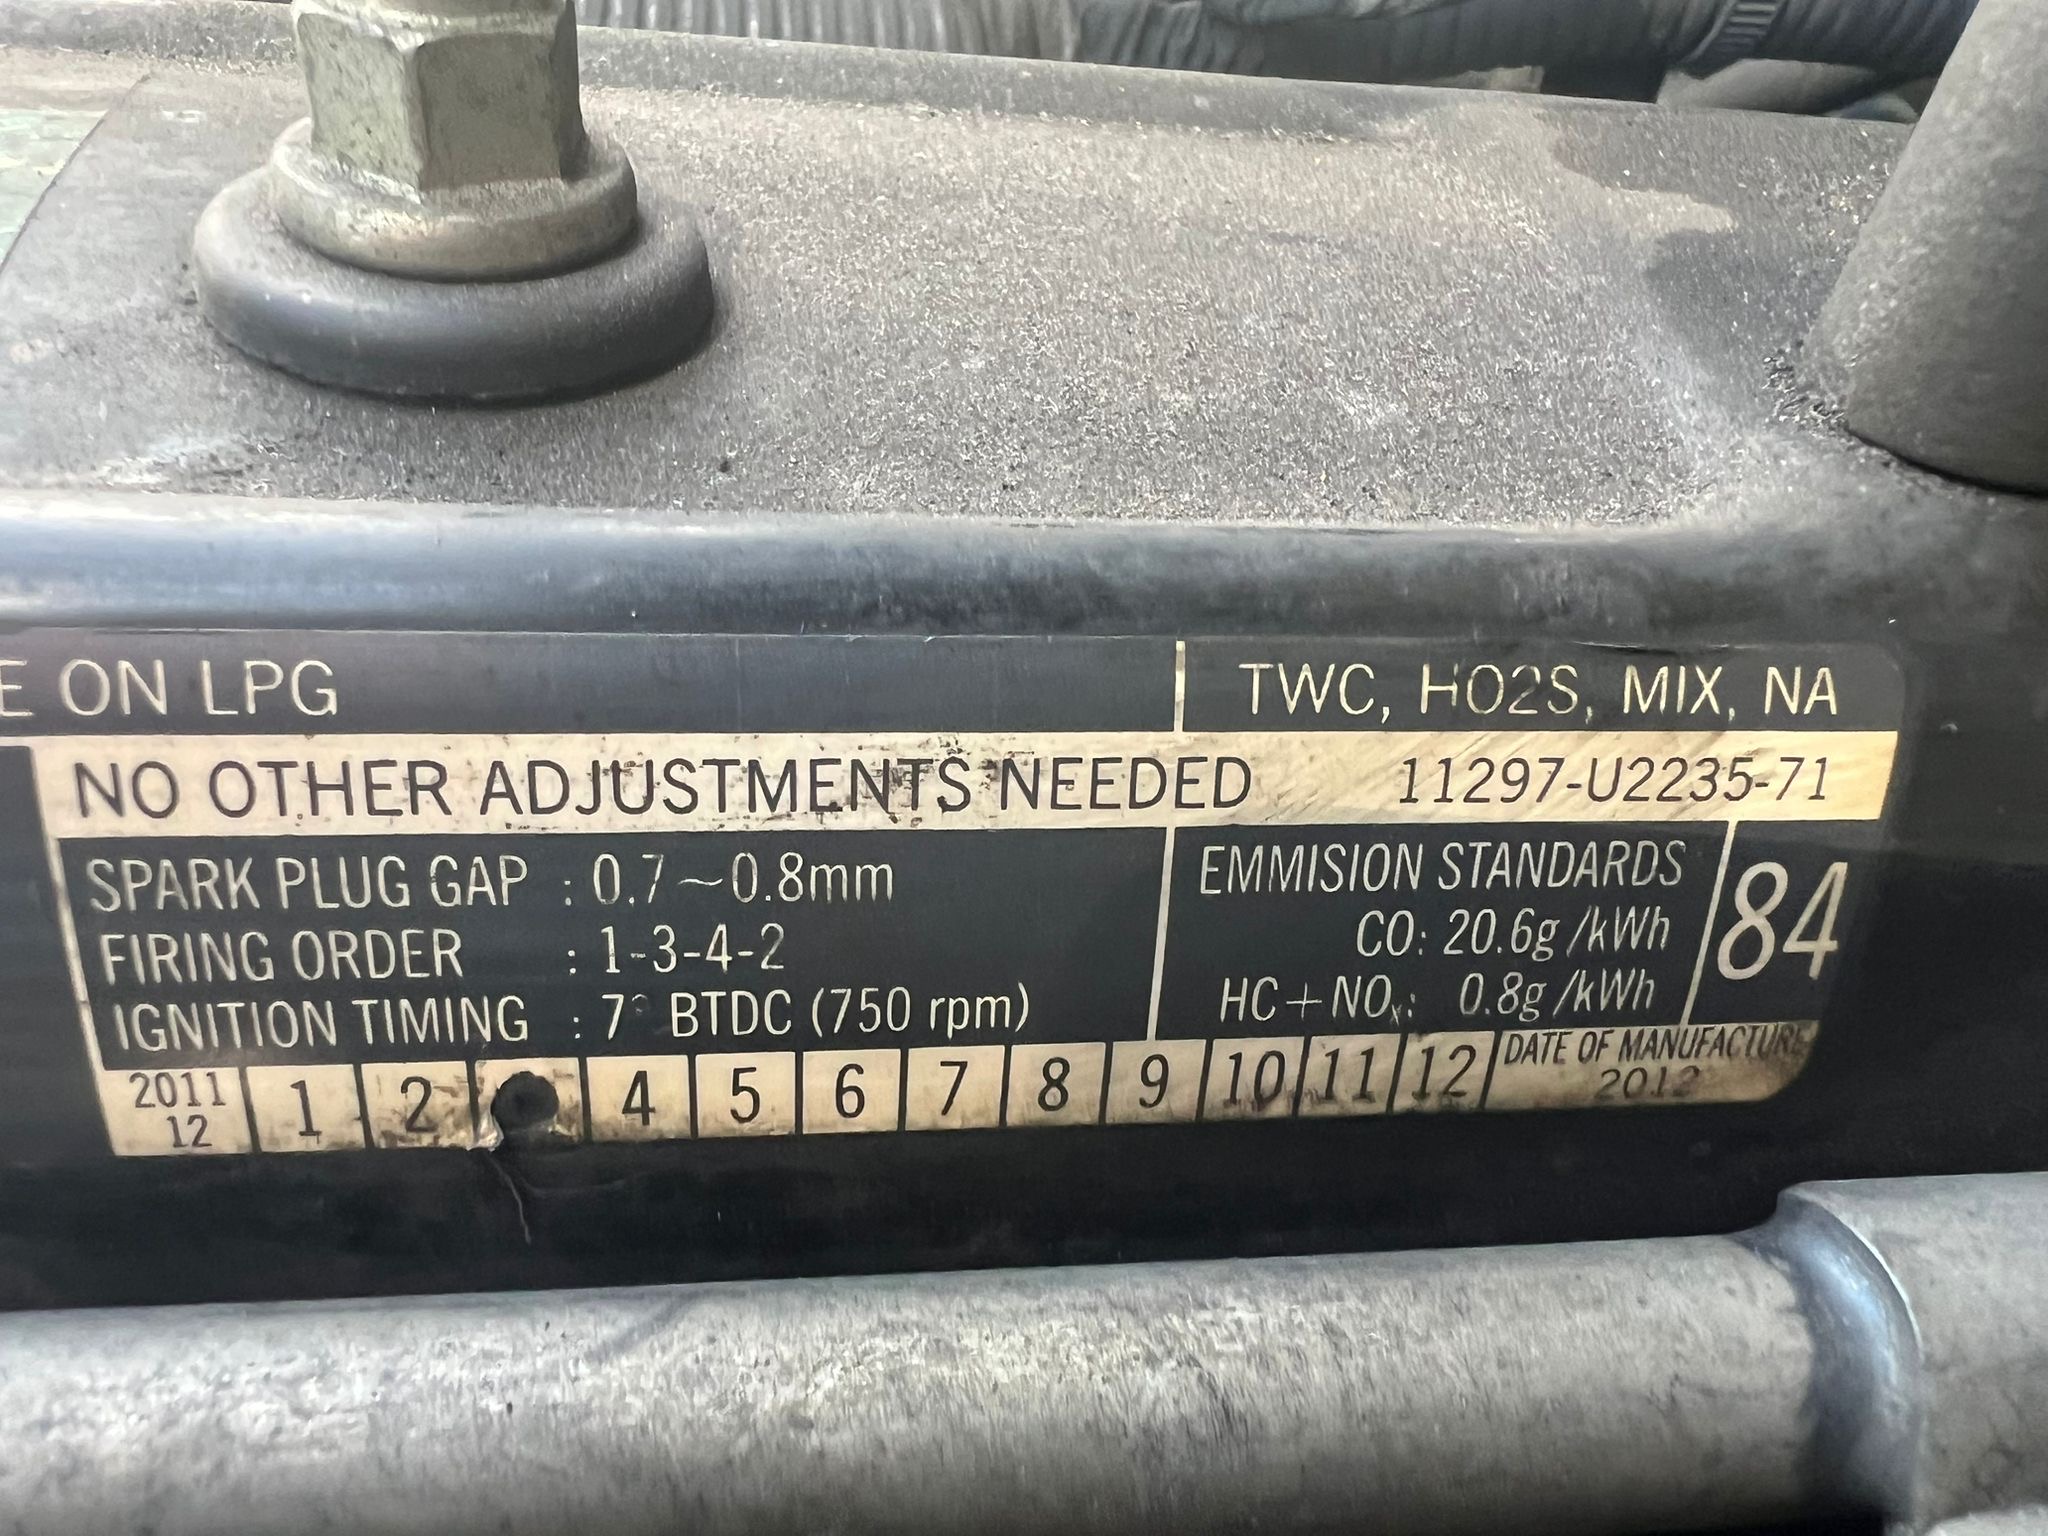 E ON LPG
TWC, HO2S, MIX, NA
NO OTHER ADJUSTMENTS NEEDED 11297-U2235-71
SPARK PLUG GAP : 0.7~0.8mm
FIRING ORDER : 1-3-4-2
IGNITION TIMING : 7° BTDC (750 rpm)
EMMISION STANDARDS
CO: 20.6g/kWh
HC+NOx: 0.8g/kWh
84
2011
12
1 2 4 5 6 7 8 9 10 11 12
DATE OF MANUFACTURE
2012